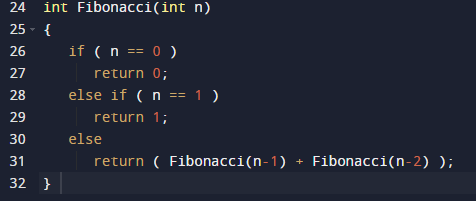 24 int Fibonacci(int n)
25 {
26 if ( n == 0 )
27 return 0;
28 else if ( n == 1 )
29 return 1;
30 else
31 return ( Fibonacci(n-1) + Fibonacci(n-2) );
32 }